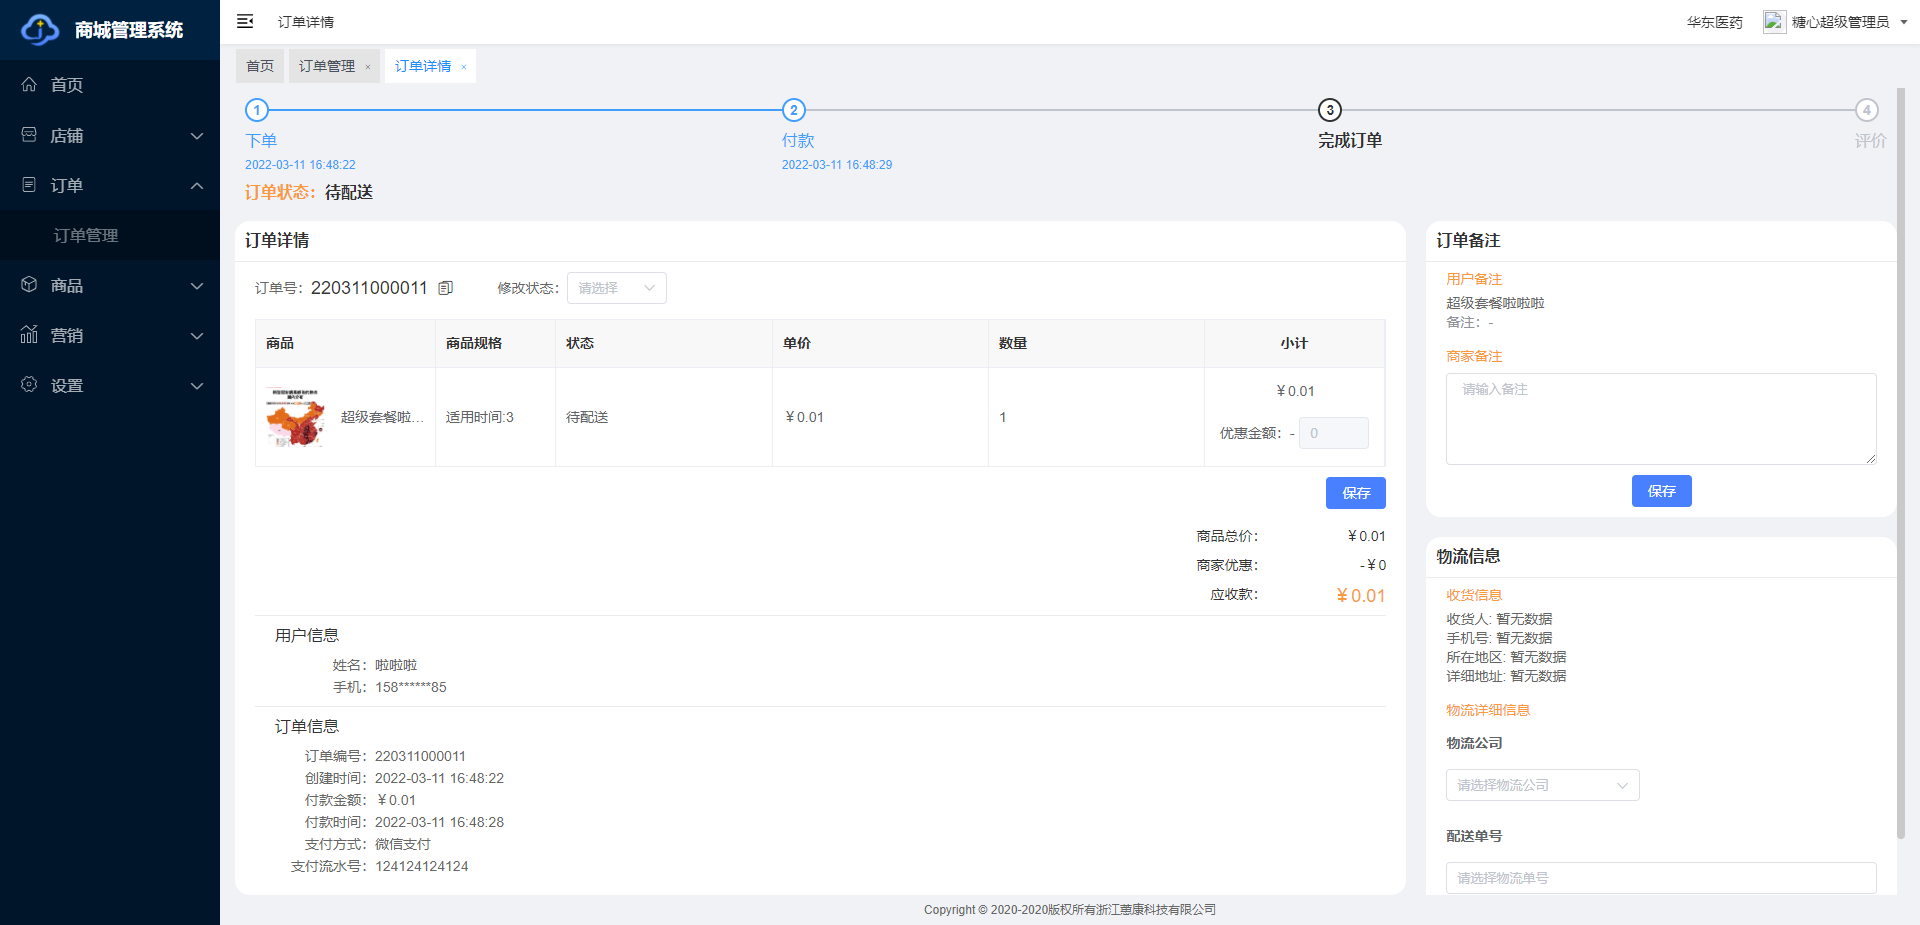 商城管理系统
订单详情
华东医药
糖心超级管理员
首页
店铺
订单
订单管理
商品
营销
设置
首页
订单管理 ×
订单详情 ×
1
2
3
4
下单
付款
完成订单
评价
2022-03-11 16:48:22
2022-03-11 16:48:29
订单状态：待配送
订单详情
订单号：220311000011
修改状态：
请选择
商品 商品规格 状态 单价 数量 小计
超级套餐啦... 适用时间:3 待配送 ￥0.01 1 ￥0.01
优惠金额：- 0
保存
商品总价： ￥0.01
商家优惠： -￥0
应收款： ￥0.01
用户信息
姓名：啦啦啦
手机：158******85
订单信息
订单编号：220311000011
创建时间：2022-03-11 16:48:22
付款金额：￥0.01
付款时间：2022-03-11 16:48:28
支付方式：微信支付
支付流水号：124124124124
订单备注
用户备注
超级套餐啦啦啦
备注：-
商家备注
请输入备注
保存
物流信息
收货信息
收货人: 暂无数据
手机号: 暂无数据
所在地区: 暂无数据
详细地址: 暂无数据
物流详细信息
物流公司
请选择物流公司
配送单号
请选择物流单号
Copyright © 2020-2020版权所有浙江蕙康科技有限公司